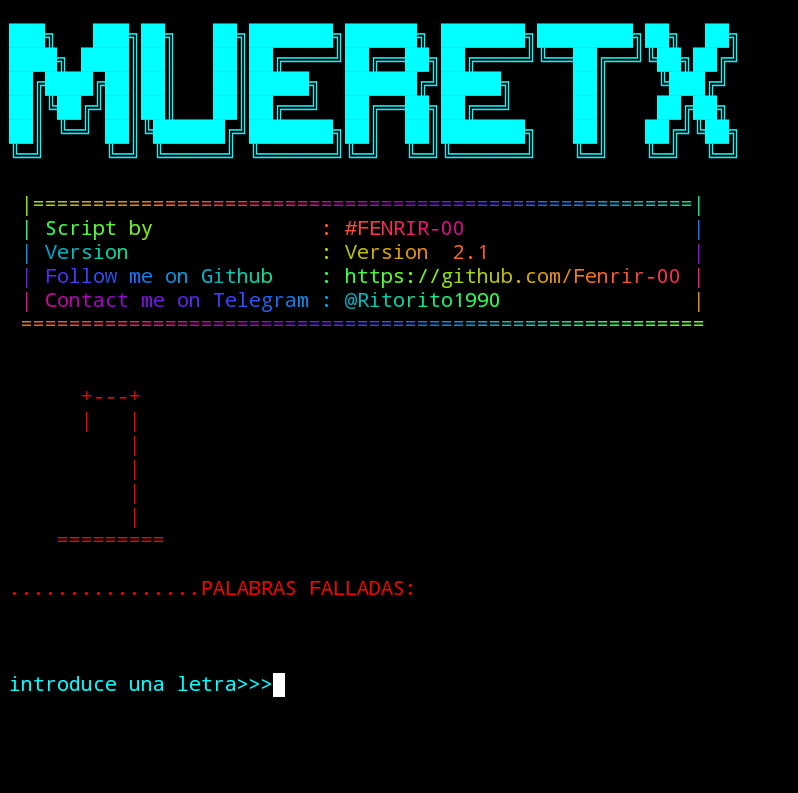 MUERETX
|=======================================================|
| Script by              : #FENRIR-00                   |
| Version                : Version  2.1                 |
| Follow me on Github    : https://github.com/Fenrir-00 |
| Contact me on Telegram : @Ritorito1990                |
=========================================================
+---+
|   |
|
|
|
|
=========
................PALABRAS FALLADAS:
introduce una letra>>>